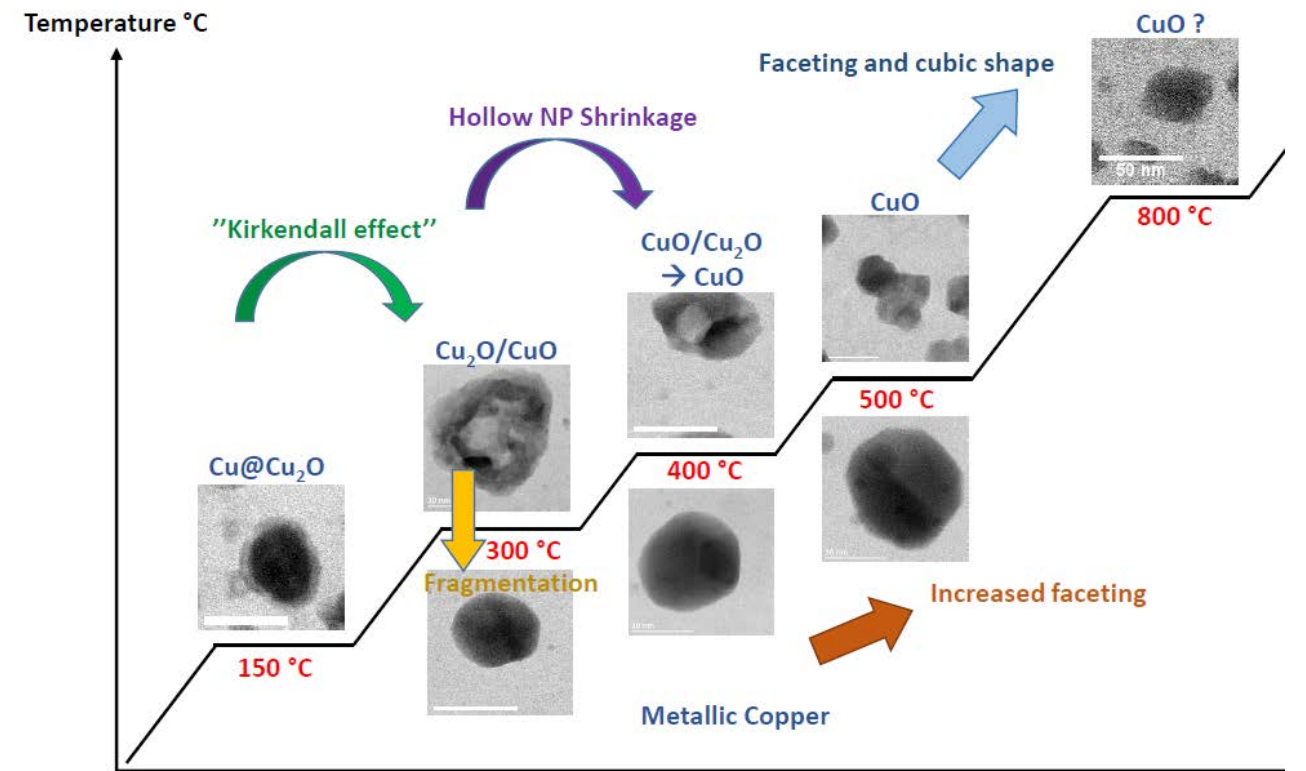 Temperature °C
CuO ?
Faceting and cubic shape
50 nm
Hollow NP Shrinkage
800 °C
CuO
"Kirkendall effect"
CuO/Cu₂O
→ CuO
Cu₂O/CuO
500 °C
400 °C
Cu@Cu₂O
300 °C
Fragmentation
Increased faceting
150 °C
Metallic Copper